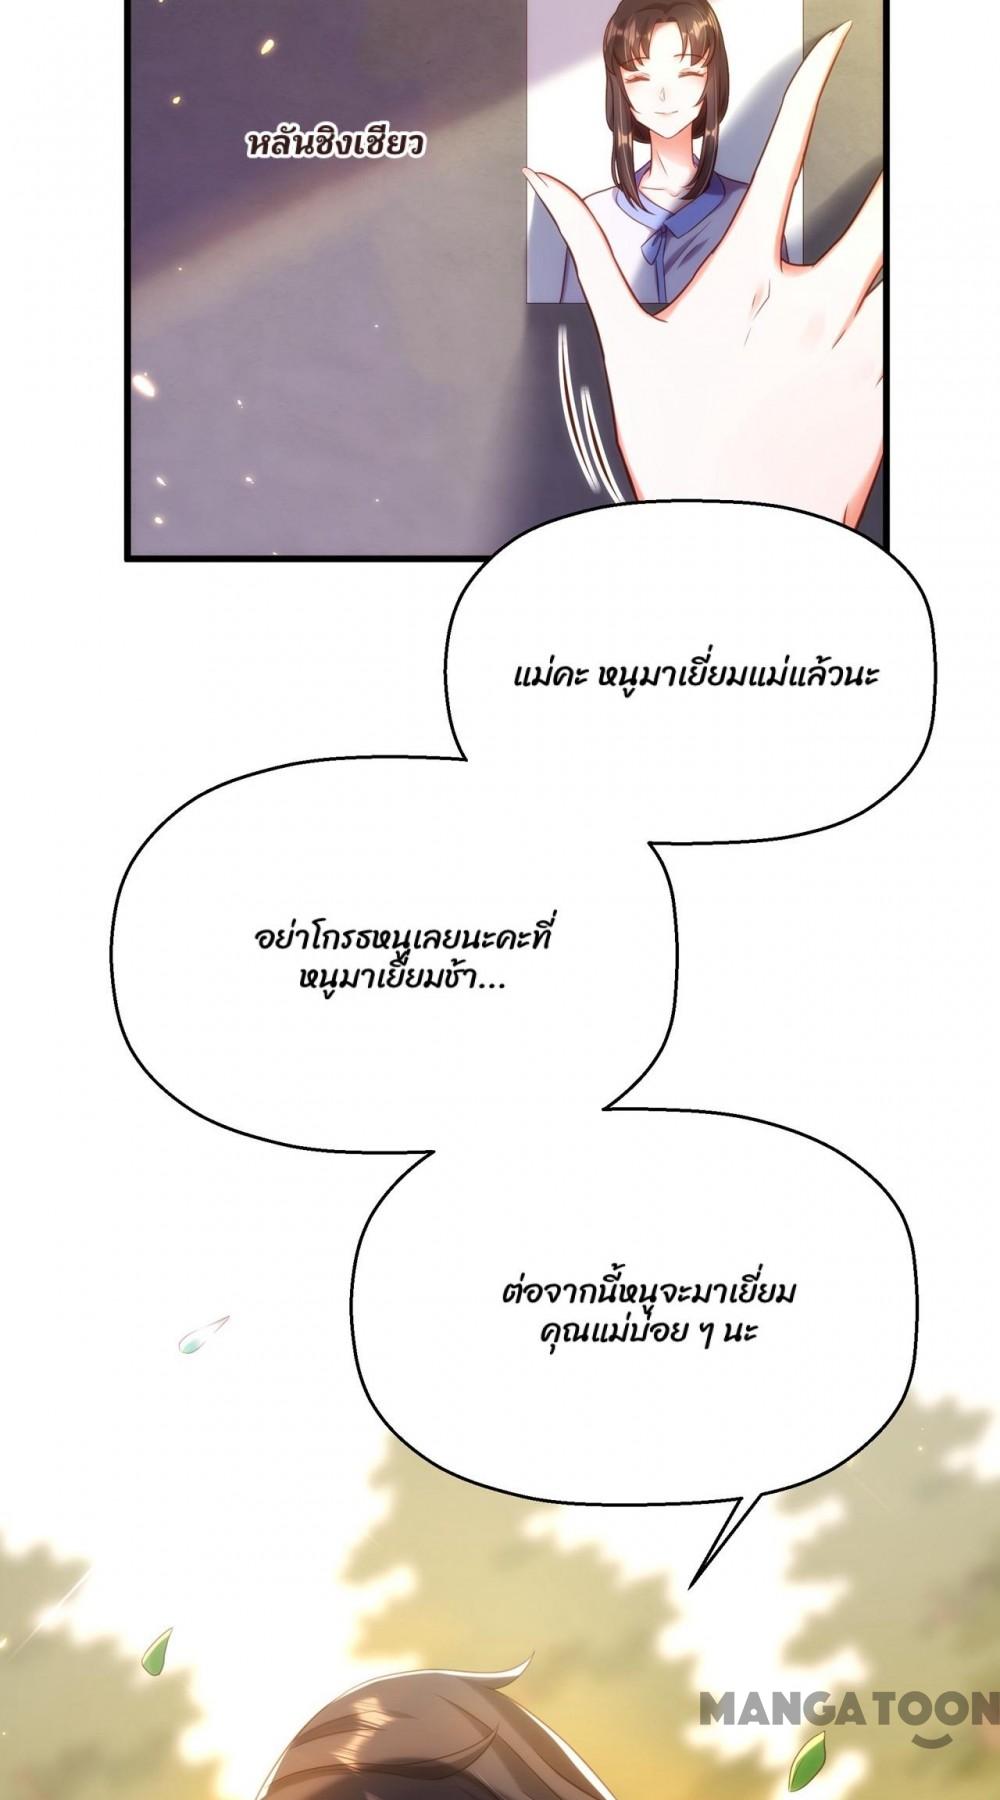 หลันชิงเชียว
แม่คะ หนูมาเยี่ยมแม่แล้วนะ
อย่าโกรธหนูเลยนะคะที่
หนูมาเยี่ยมช้า...
ต่อจากนี้หนูจะมาเยี่ยม
คุณแม่บ่อย ๆ นะ
MANGATOON